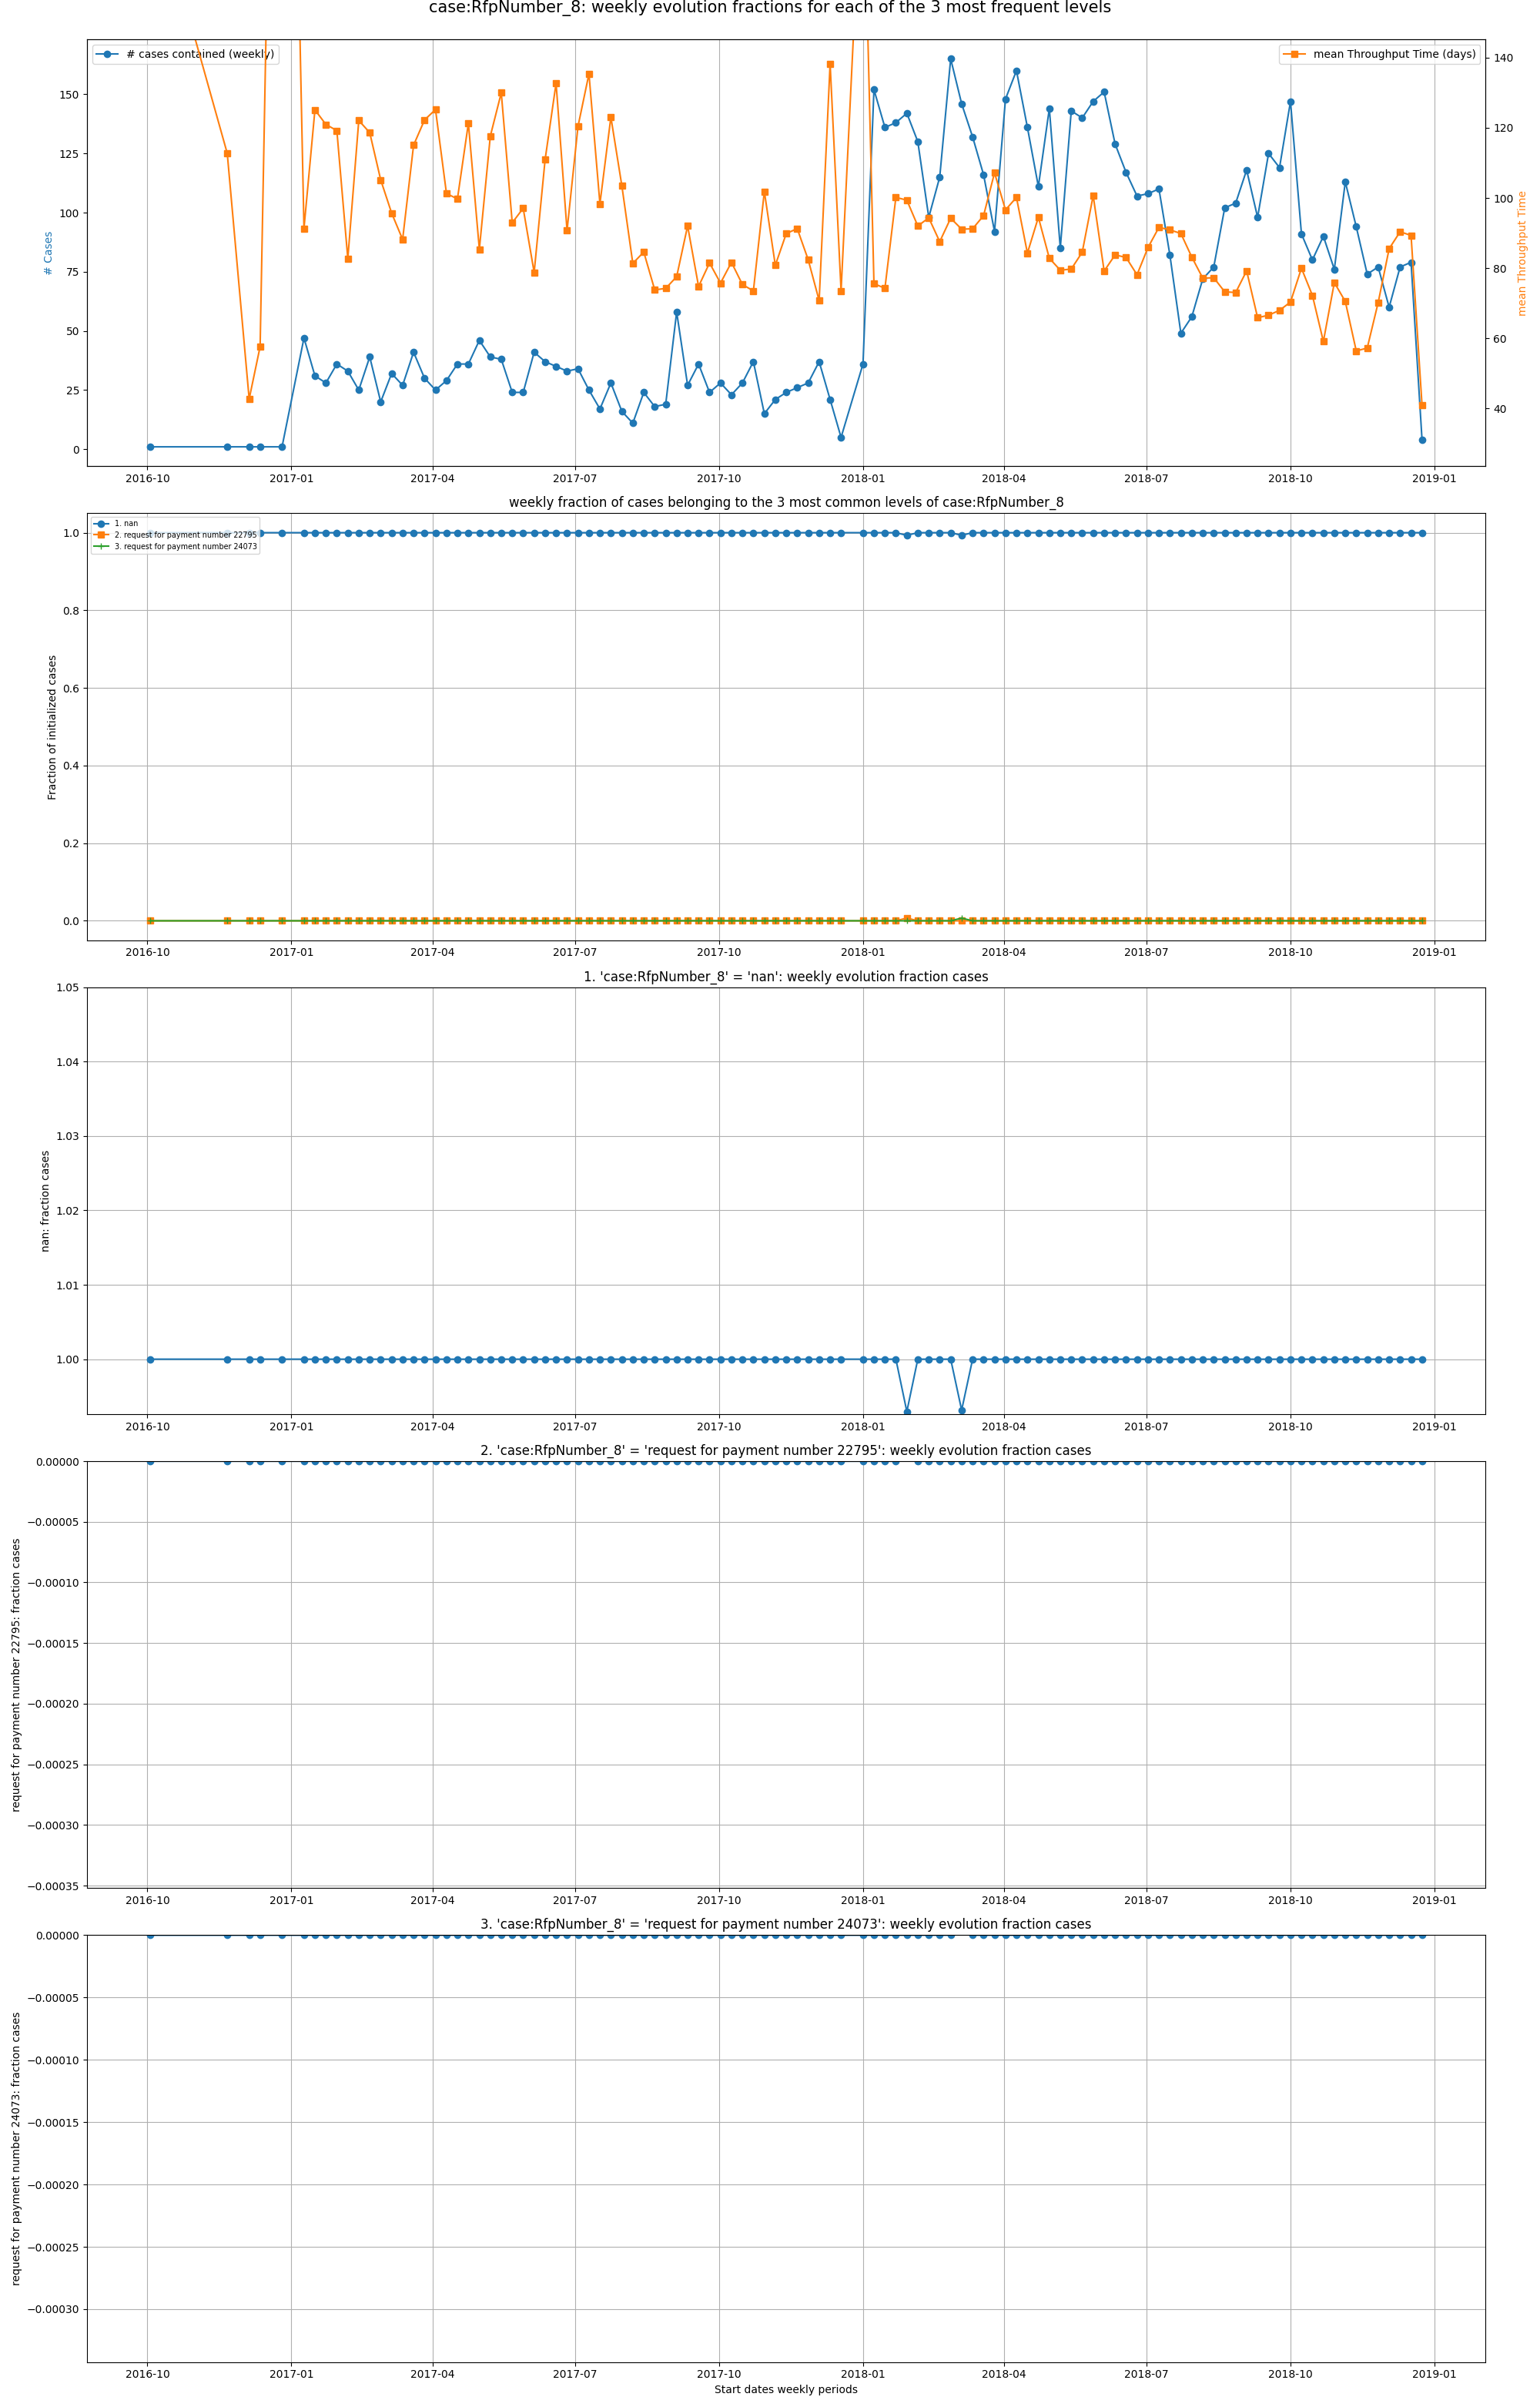 case:RfpNumber_8: weekly evolution fractions for each of the 3 most frequent levels
# cases contained (weekly)
mean Throughput Time (days)
# Cases
mean Throughput Time
150
125
100
75
50
25
0
140
120
100
80
60
40
2016-10 2017-01 2017-04 2017-07 2017-10 2018-01 2018-04 2018-07 2018-10 2019-01
weekly fraction of cases belonging to the 3 most common levels of case:RfpNumber_8
1. nan
2. request for payment number 22795
3. request for payment number 24073
Fraction of initialized cases
1.0
0.8
0.6
0.4
0.2
0.0
2016-10 2017-01 2017-04 2017-07 2017-10 2018-01 2018-04 2018-07 2018-10 2019-01
1. 'case:RfpNumber_8' = 'nan': weekly evolution fraction cases
nan: fraction cases
1.05
1.04
1.03
1.02
1.01
1.00
2016-10 2017-01 2017-04 2017-07 2017-10 2018-01 2018-04 2018-07 2018-10 2019-01
2. 'case:RfpNumber_8' = 'request for payment number 22795': weekly evolution fraction cases
request for payment number 22795: fraction cases
0.00000
−0.00005
−0.00010
−0.00015
−0.00020
−0.00025
−0.00030
−0.00035
2016-10 2017-01 2017-04 2017-07 2017-10 2018-01 2018-04 2018-07 2018-10 2019-01
3. 'case:RfpNumber_8' = 'request for payment number 24073': weekly evolution fraction cases
request for payment number 24073: fraction cases
0.00000
−0.00005
−0.00010
−0.00015
−0.00020
−0.00025
−0.00030
2016-10 2017-01 2017-04 2017-07 2017-10 2018-01 2018-04 2018-07 2018-10 2019-01
Start dates weekly periods